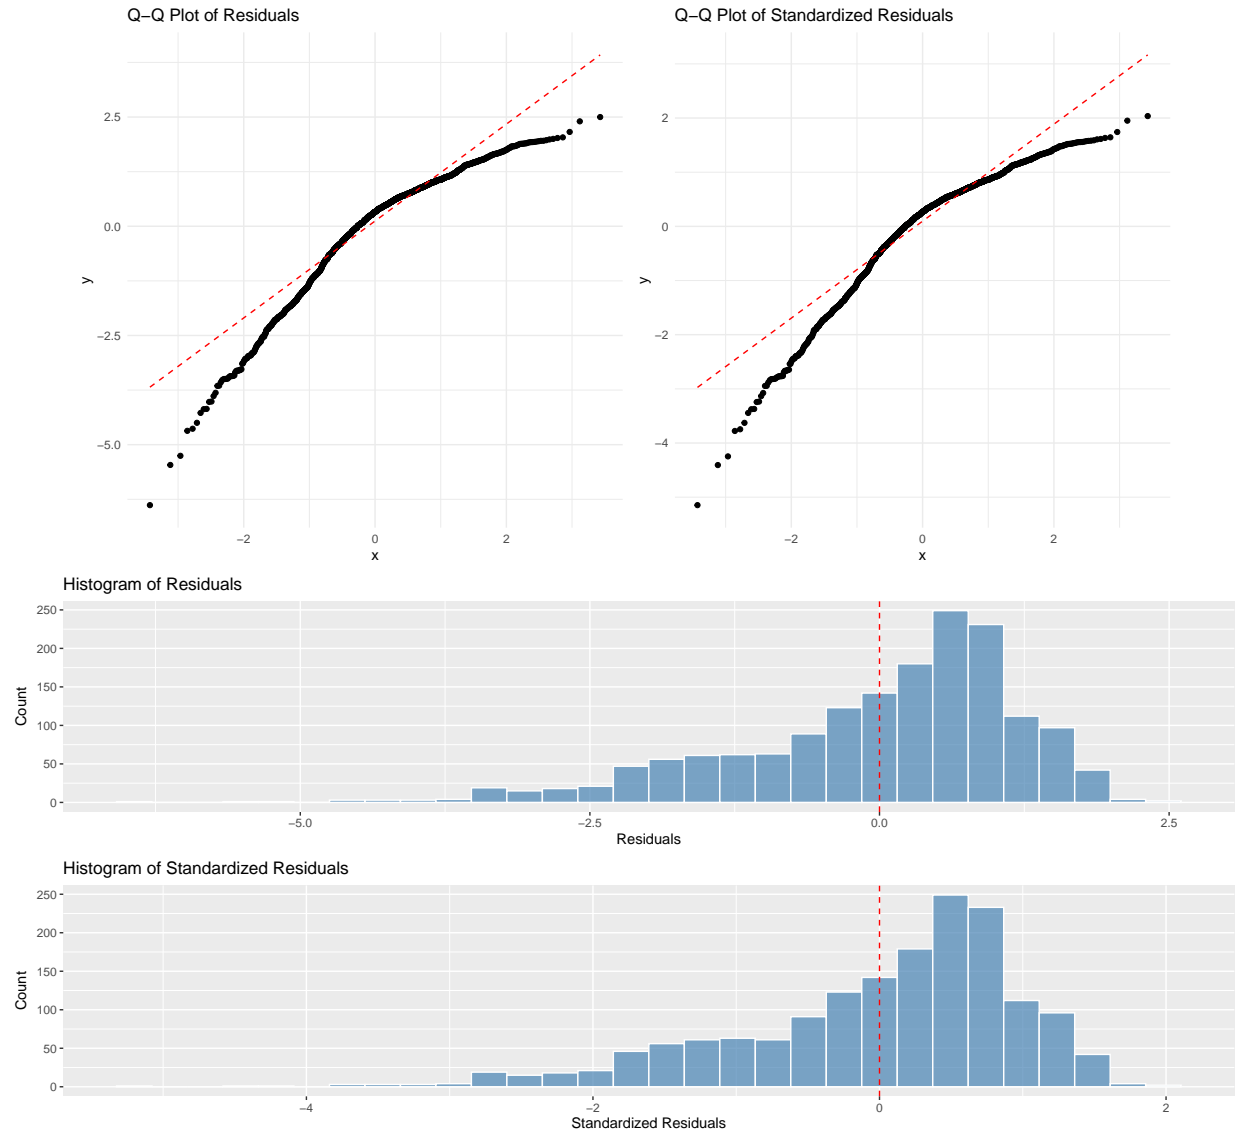 Q−Q Plot of Residuals
2.5
0.0
−2.5
−5.0
y
−2 0 2
x
Q−Q Plot of Standardized Residuals
2
0
−2
−4
y
−2 0 2
x
Histogram of Residuals
250
200
150
100
50
0
Count
−5.0 −2.5 0.0 2.5
Residuals
Histogram of Standardized Residuals
250
200
150
100
50
0
Count
−4 −2 0 2
Standardized Residuals